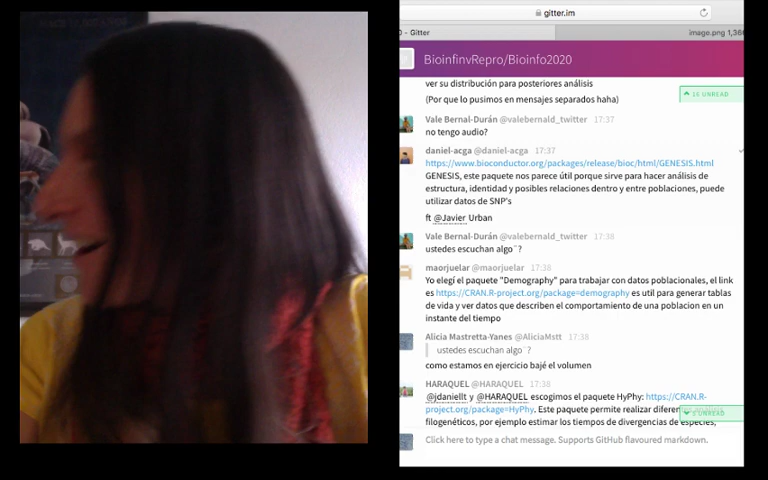 gitter.im
0 - Gitter
image.png 1,36
BioinfinvRepro/Bioinfo2020
ver su distribución para posteriores análisis
(Por que lo pusimos en mensajes separados haha)
16 UNREAD
Vale Bernal-Durán @valebernald_twitter 17:37
no tengo audio?
daniel-acga @daniel-acga 17:37
https://www.bioconductor.org/packages/release/bioc/html/GENESIS.html
GENESIS, este paquete nos parece útil porque sirve para hacer análisis de
estructura, identidad y posibles relaciones dentro y entre poblaciones, puede
utilizar datos de SNP's
ft @Javier Urban
Vale Bernal-Durán @valebernald_twitter 17:38
ustedes escuchan algo¨?
maorjuelar @maorjuelar 17:38
Yo elegí el paquete "Demography" para trabajar con datos poblacionales, el link
es https://CRAN.R-project.org/package=demography es util para generar tablas
de vida y ver datos que describen el comportamiento de una poblacion en un
instante del tiempo
Alicia Mastretta-Yanes @AliciaMstt 17:38
ustedes escuchan algo¨?
como estamos en ejercicio bajé el volumen
HARAQUEL @HARAQUEL 17:38
@jdaniellt y @HARAQUEL escogimos el paquete HyPhy: https://CRAN.R-
project.org/package=HyPhy. Este paquete permite realizar
UNREAD
filogenéticos, por ejemplo estimar los tiempos de divergencias de especies,
Click here to type a chat message. Supports GitHub flavoured markdown.